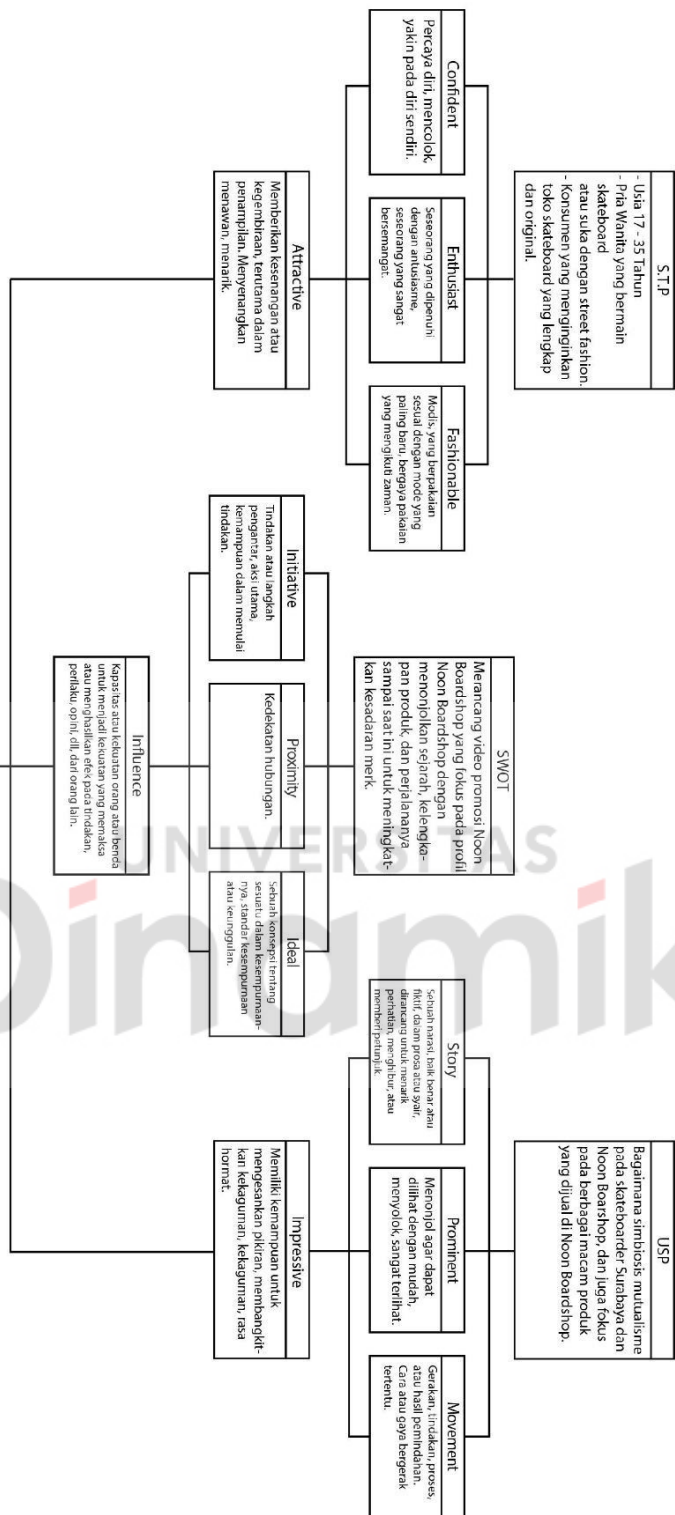 S.T.P
- Usia 17 - 35 Tahun
- Pria Wanita yang bermain
skateboard
atau suka dengan street fashion.
- Konsumen yang menginginkan
toko skateboard yang lengkap
dan original.
SWOT
Merancang video promosi Noon
Boardshop yang fokus pada profil
Noon Boardshop dengan
menonjolkan sejarah, kelengka-
pan produk, dan perjalananya
sampai saat ini untuk meningkat-
kan kesadaran merk.
USP
Bagaimana simbiosis mutualisme
pada skateboarder Surabaya dan
Noon Boarshop, dan juga fokus
pada berbagai macam produk
yang dijual di Noon Boardshop.
Confident
Percaya diri, mencolok,
yakin pada diri sendiri.
Enthusiast
Seseorang yang dipenuhi
dengan antusiasme,
seseorang yang sangat
bersemangat.
Fashionable
Modis, yang berpakaian
sesuai dengan mode yang
paling baru, bergaya pakaian
yang mengikuti zaman.
Initiative
Tindakan atau langkah
pengantar, aksi utama,
kemampuan dalam memulai
tindakan.
Proximity
Kedekatan hubungan.
Ideal
Sebuah konsepsi tentang
sesuatu dalam kesempurnaan-
nya, standar kesempurnaan
atau keunggulan.
Story
Sebuah narasi, baik benar atau
fiktif, dalam prosa atau syair,
dirancang untuk menarik
perhatian, menghibur, atau
memberi petunjuk.
Prominent
Menonjol agar dapat
dilihat dengan mudah,
menyolok, sangat terlihat.
Movement
Gerakan, tindakan, proses,
atau hasil pemindahan.
Cara atau gaya bergerak
tertentu.
Attractive
Memberikan kesenangan atau
kegembiraan, terutama dalam
penampilan. Menyenangkan
menawan, menarik.
Influence
Kapasitas atau kekuatan orang atau benda
untuk menjadi kekuatan yang memaksa
atau menghasilkan efek pada tindakan,
perilaku, opini, dll, dari orang lain.
Impressive
Memiliki kemampuan untuk
mengesankan pikiran, membangkit-
kan kekaguman, kekaguman, rasa
hormat.
UNIVERSITAS
Dinamik